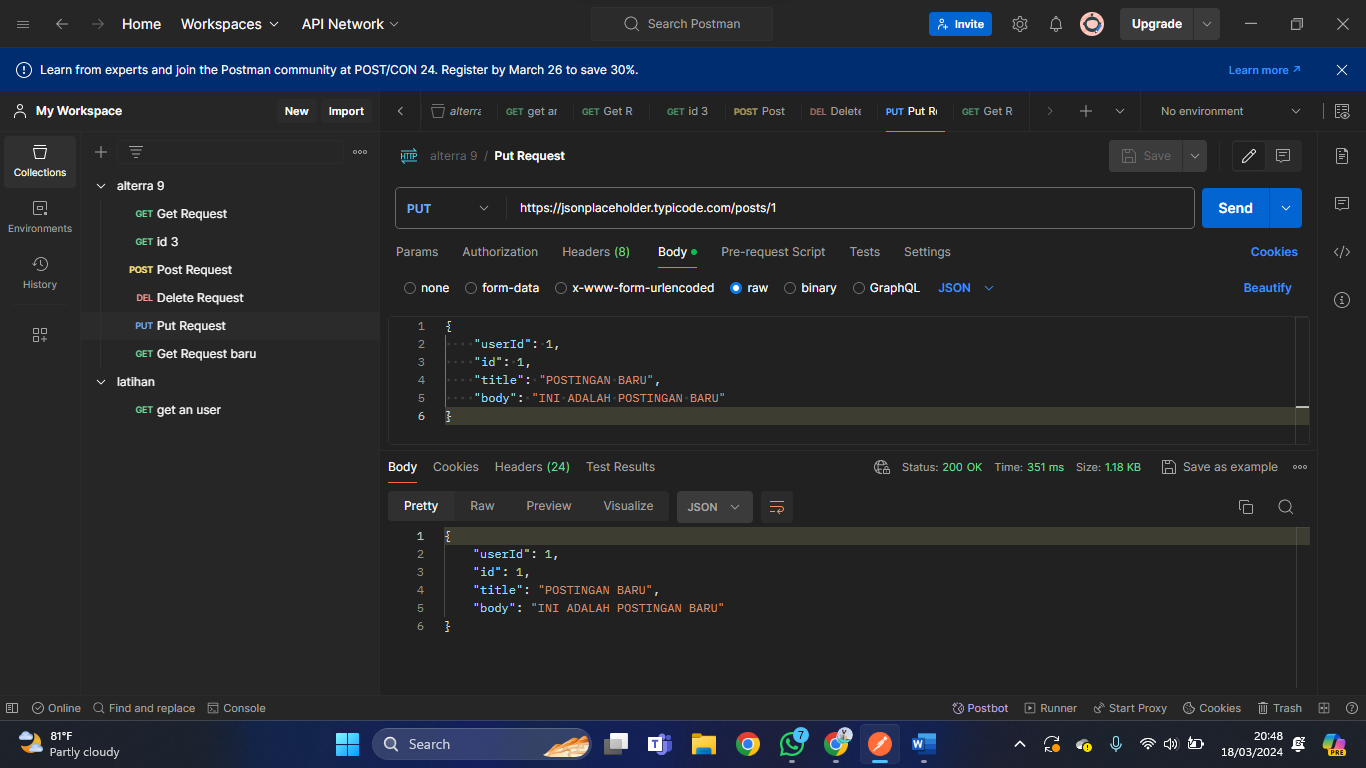 Home Workspaces API Network Search Postman Invite Upgrade
Learn from experts and join the Postman community at POST/CON 24. Register by March 26 to save 30%. Learn more
My Workspace New Import
alterra GET get ar GET Get R GET id 3 POST Post DEL Delete PUT Put Re GET Get R No environment
Collections
Environments
History
alterra 9
GET Get Request
GET id 3
POST Post Request
DEL Delete Request
PUT Put Request
GET Get Request baru
latihan
GET get an user
HTTP alterra 9 / Put Request Save
PUT https://jsonplaceholder.typicode.com/posts/1 Send
Params Authorization Headers (8) Body Pre-request Script Tests Settings Cookies
none form-data x-www-form-urlencoded raw binary GraphQL JSON Beautify
1 {
2 "userId": 1,
3 "id": 1,
4 "title": "POSTINGAN BARU",
5 "body": "INI ADALAH POSTINGAN BARU"
6 }
Body Cookies Headers (24) Test Results Status: 200 OK Time: 351 ms Size: 1.18 KB Save as example
Pretty Raw Preview Visualize JSON
1 {
2 "userId": 1,
3 "id": 1,
4 "title": "POSTINGAN BARU",
5 "body": "INI ADALAH POSTINGAN BARU"
6 }
Online Find and replace Console Postbot Runner Start Proxy Cookies Trash
81°F
Partly cloudy
Search
7
20:48
18/03/2024
PRE